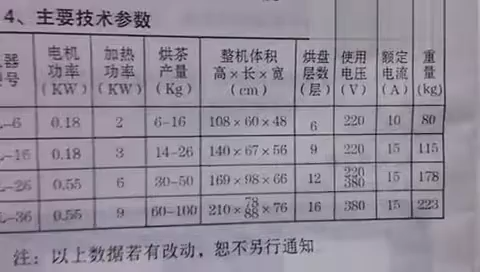 4、主要技术参数
器 电机 加热 烘茶 整机体积 烘盘 使用 额定 重
号 功率 功率 产量 高×长×宽 层数 电压 电流 量
(KW) (KW) (Kg) (cm) (层) (V) (A) (kg)
-6 0.18 2 6-16 108×60×48 6 220 10 80
-16 0.18 3 14-26 140×67×56 9 220 15 115
-26 0.55 6 30-50 169×98×66 12 220 380 15 178
-36 0.55 9 60-100 210×78 88×76 16 380 15 223
注：以上数据若有改动，恕不另行通知